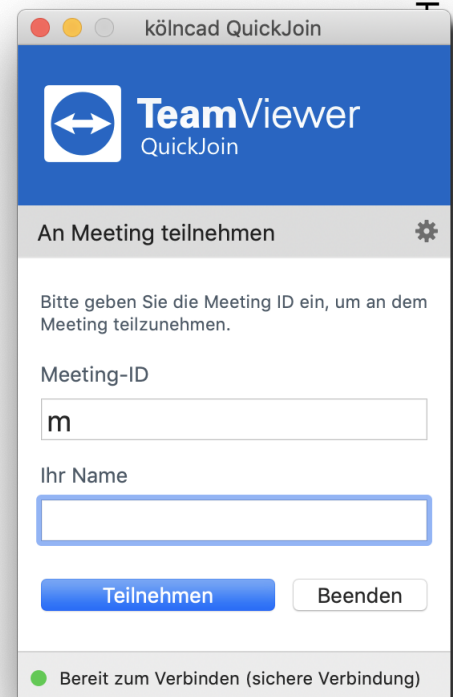 kölncad QuickJoin
TeamViewer
QuickJoin
An Meeting teilnehmen
Bitte geben Sie die Meeting ID ein, um an dem
Meeting teilzunehmen.
Meeting-ID
m
Ihr Name
Teilnehmen Beenden
Bereit zum Verbinden (sichere Verbindung)